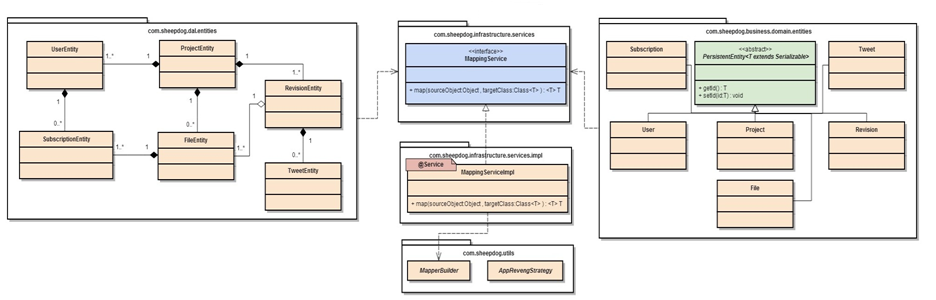 com.sheepdog.dal.entities
UserEntity
ProjectEntity
1..*
1
1
1..*
RevisionEntity
1
1
1
0..*
1..*
1..*
1
SubscriptionEntity
1..*
1
FileEntity
1
0..*
TweetEntity
com.sheepdog.infrastructure.services
<<interface>>
MappingService
+ map(sourceObject:Object , targetClass:Class<T> ) : <T> T
com.sheepdog.infrastructure.services.impl
@Service
MappingServiceImpl
+ map(sourceObject:Object , targetClass:Class<T> ) : <T> T
com.sheepdog.utils
MapperBuilder
AppRevengStrategy
com.sheepdog.business.domain.entities
Subscription
<<abstract>>
PersistentEntity<T extends Serializable>
Tweet
+ getId() : T
+ setId(id:T) : void
User
Project
Revision
File